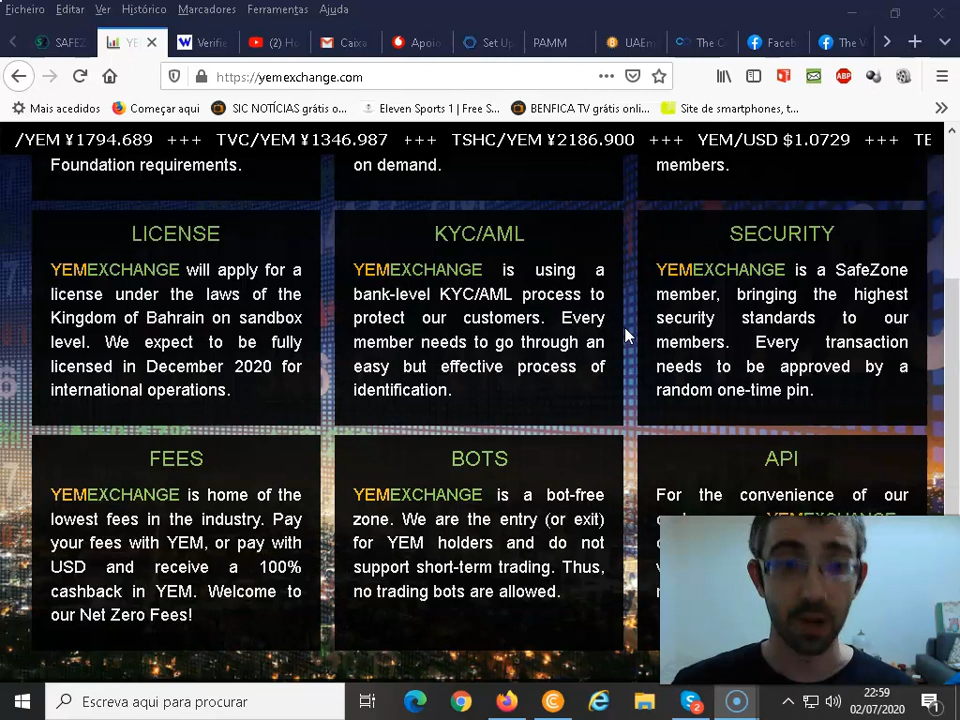 Ficheiro Editar Ver Histórico Marcadores Ferramentas Ajuda
SAFEZ YE Verifie (2) Ho Caixa Apoio Set Up PAMM UAEm The C Faceb The V
https://yemexchange.com
Mais acedidos Começar aqui SIC NOTÍCIAS grátis o... Eleven Sports 1 | Free S... BENFICA TV grátis onli... Site de smartphones, t...
/YEM ¥1794.689 +++ TVC/YEM ¥1346.987 +++ TSHC/YEM ¥2186.900 +++ YEM/USD $1.0729 +++ TE
Foundation requirements.
on demand.
members.
LICENSE
YEMEXCHANGE will apply for a
license under the laws of the
Kingdom of Bahrain on sandbox
level. We expect to be fully
licensed in December 2020 for
international operations.
KYC/AML
YEMEXCHANGE is using a
bank-level KYC/AML process to
protect our customers. Every
member needs to go through an
easy but effective process of
identification.
SECURITY
YEMEXCHANGE is a SafeZone
member, bringing the highest
security standards to our
members. Every transaction
needs to be approved by a
random one-time pin.
FEES
YEMEXCHANGE is home of the
lowest fees in the industry. Pay
your fees with YEM, or pay with
USD and receive a 100%
cashback in YEM. Welcome to
our Net Zero Fees!
BOTS
YEMEXCHANGE is a bot-free
zone. We are the entry (or exit)
for YEM holders and do not
support short-term trading. Thus,
no trading bots are allowed.
API
For the convenience of our
Escreve aqui para procurar
22:59
02/07/2020